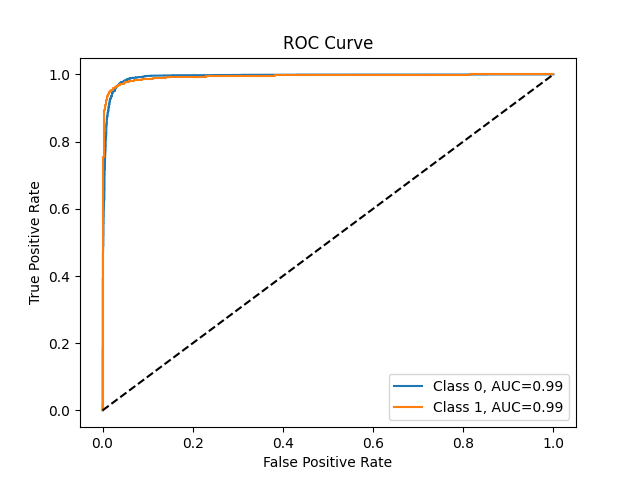 ROC Curve
1.0
0.8
0.6
0.4
0.2
0.0
True Positive Rate
0.0 0.2 0.4 0.6 0.8 1.0
False Positive Rate
Class 0, AUC=0.99
Class 1, AUC=0.99